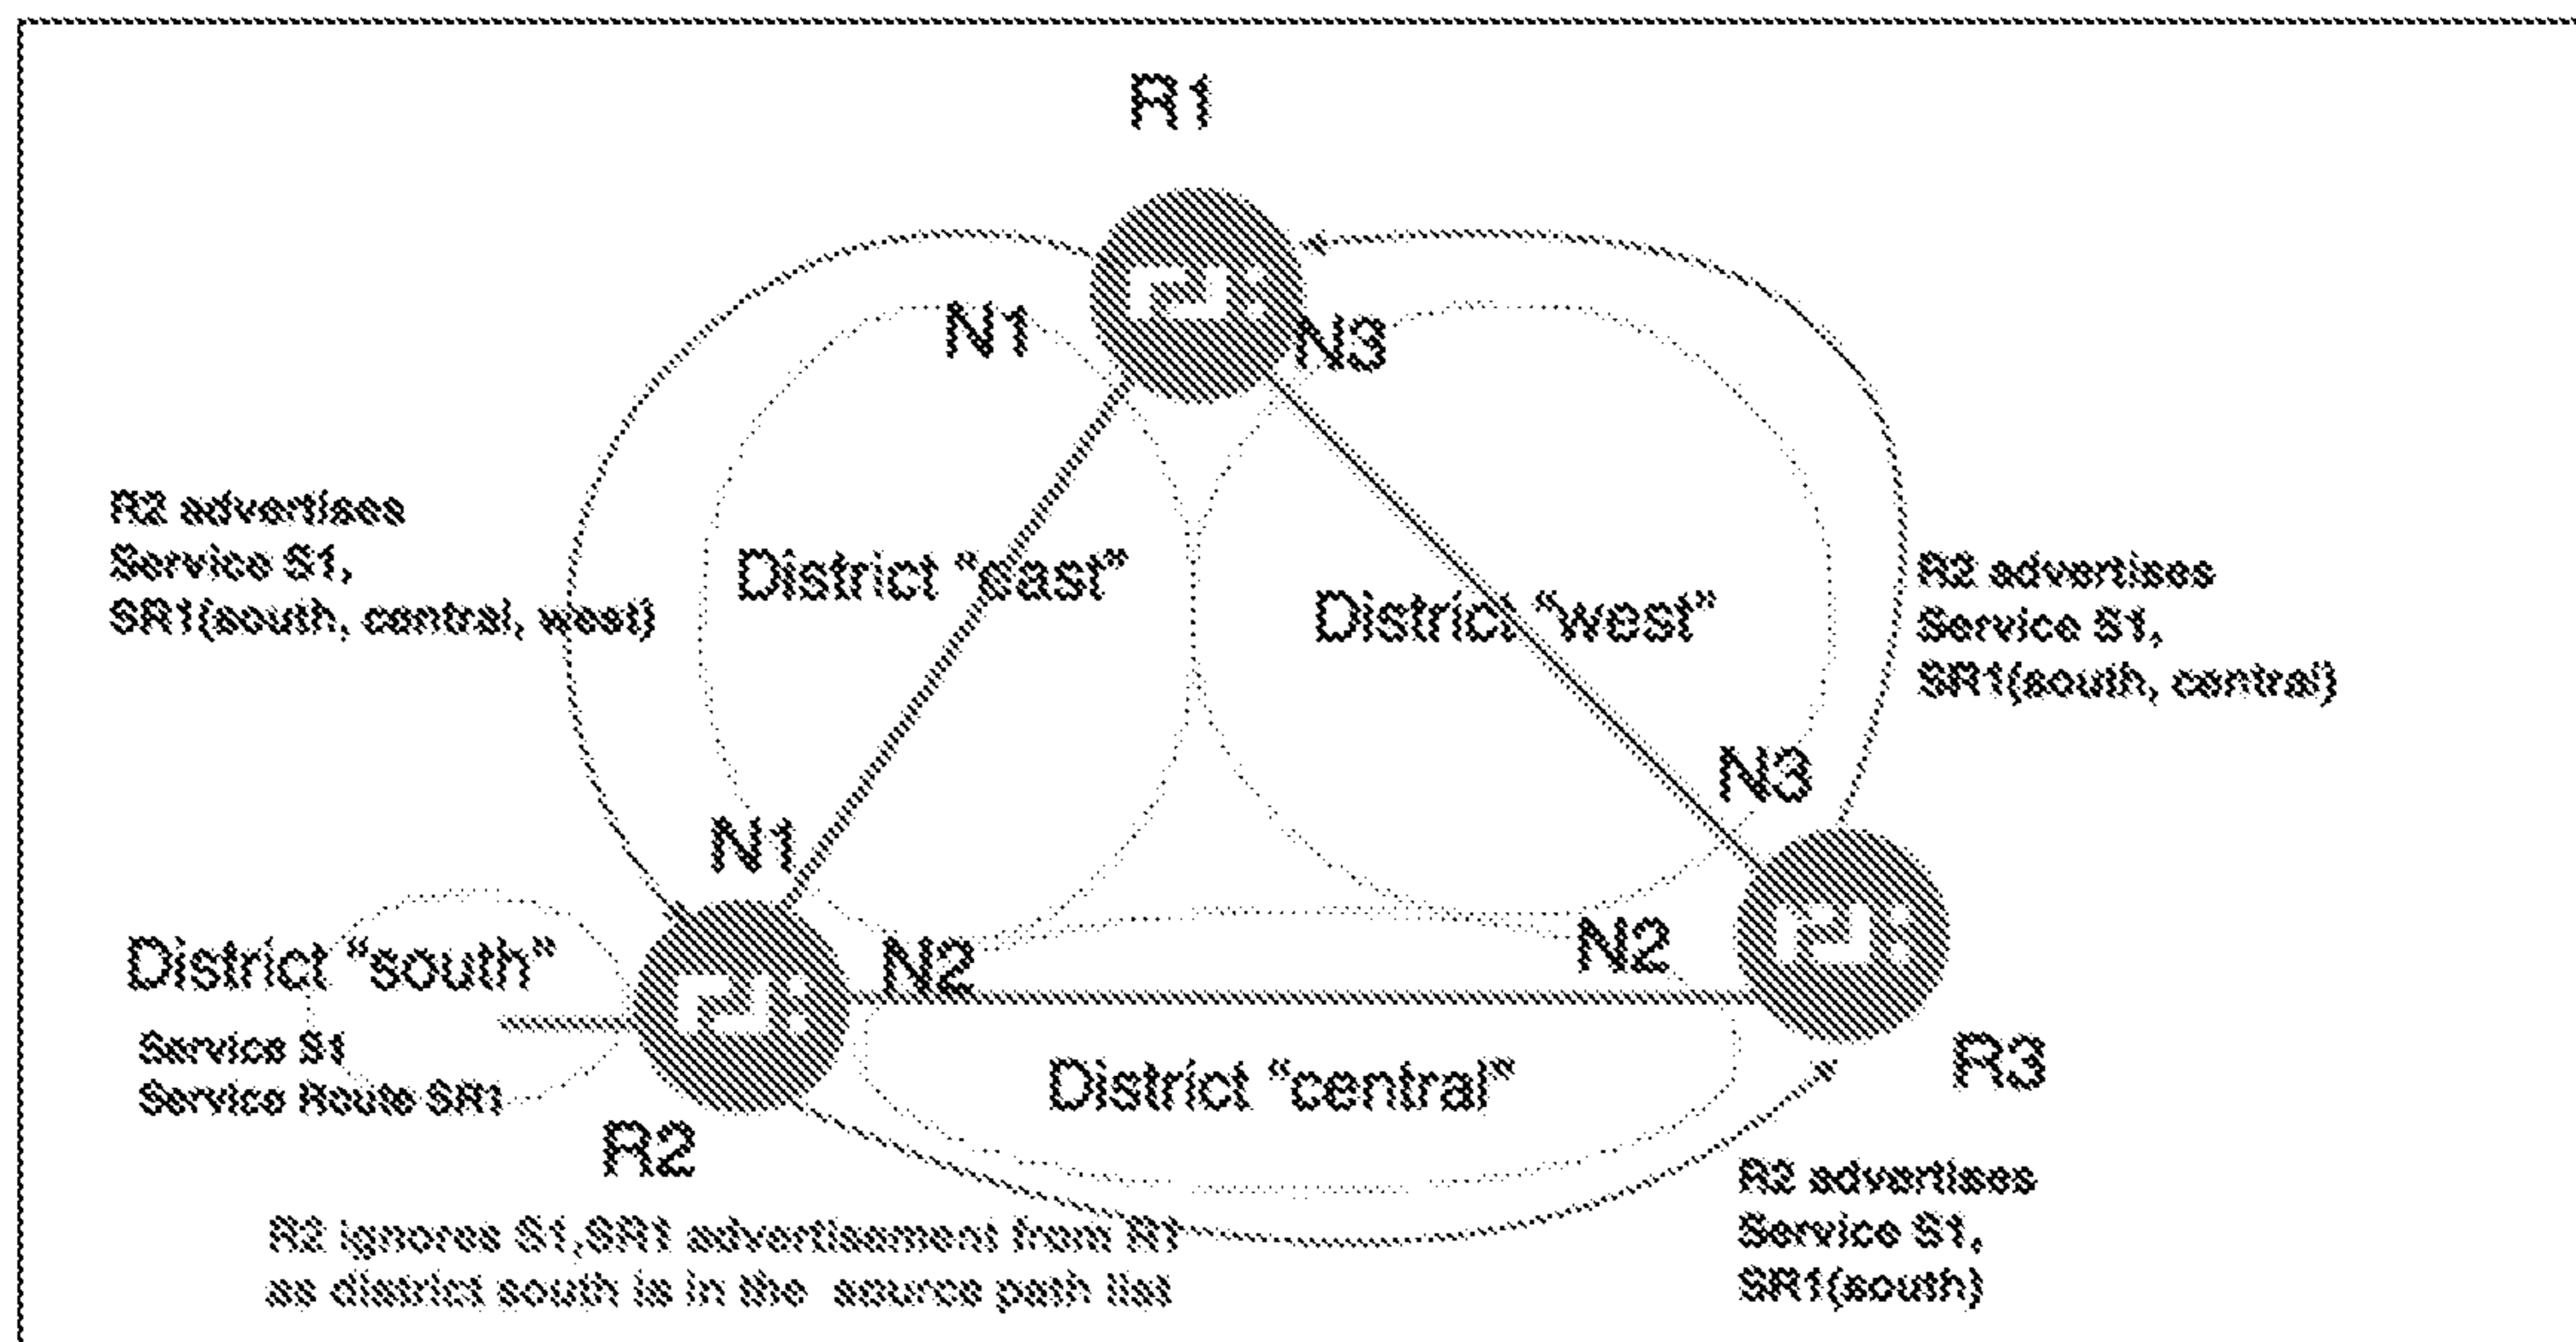 R1
N1
N3
R2 advertises
Service S1,
SR1(south, central, west)
District "east"
District "west"
R2 advertises
Service S1,
SR1(south, central)
N3
N1
District "south"
N2
N2
Service S1
Service Route SR1
District "central"
R3
R2
R2 advertises
Service S1,
SR1(south)
R2 ignores S1,SR1 advertisement from R1
as district south is in the source path list